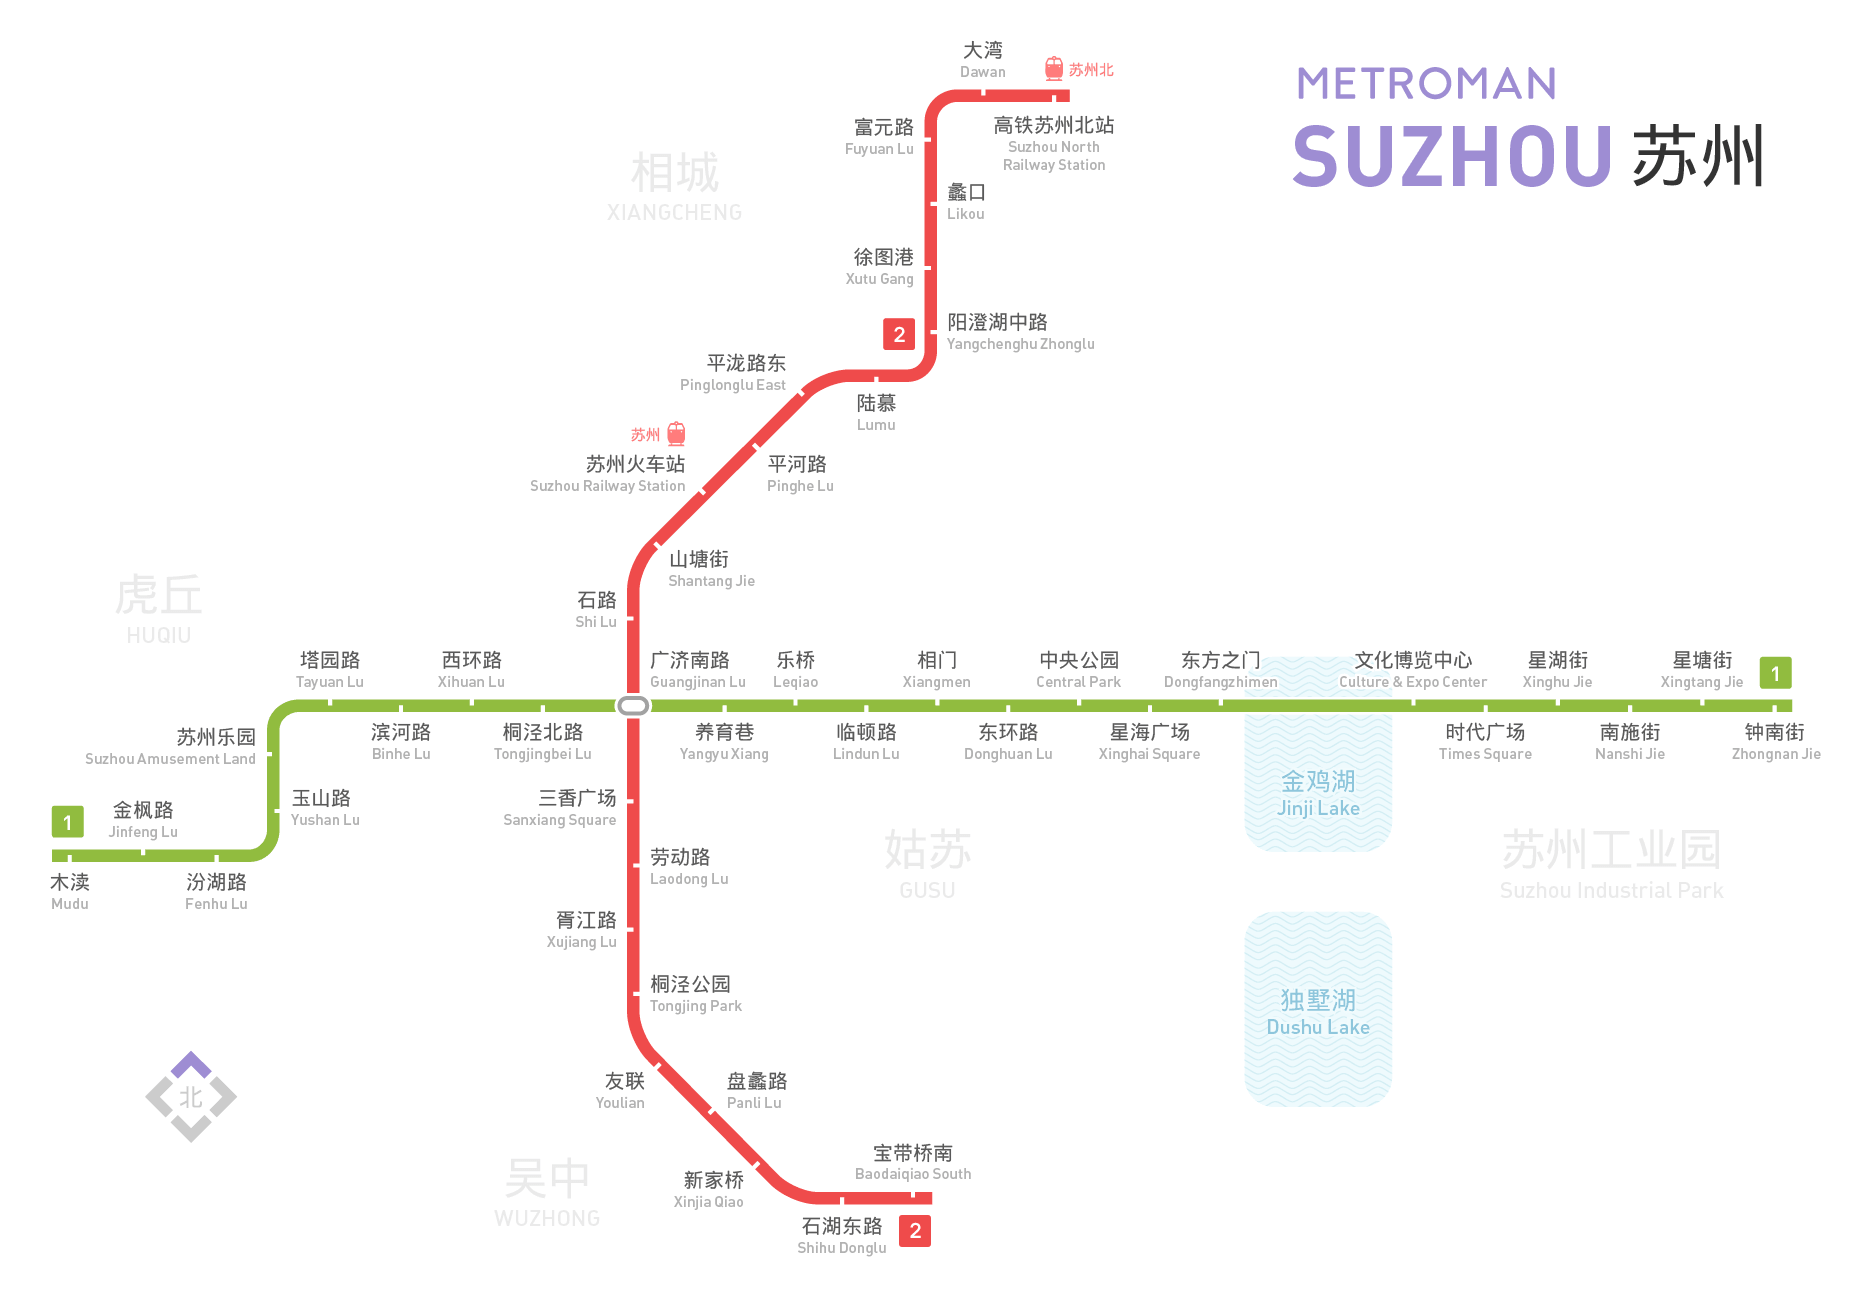 METROMAN
SUZHOU 苏州
大湾
Dawan
苏州北
高铁苏州北站
Suzhou North
Railway Station
富元路
Fuyuan Lu
相城
XIANGCHENG
蠡口
Likou
徐图港
Xutu Gang
2
阳澄湖中路
Yangchenghu Zhonglu
平泷路东
Pinglonglu East
陆慕
Lumu
苏州
苏州火车站
Suzhou Railway Station
平河路
Pinghe Lu
山塘街
Shantang Jie
虎丘
HUQIU
石路
Shi Lu
塔园路
Tayuan Lu
西环路
Xihuan Lu
广济南路
Guangjinan Lu
乐桥
Leqiao
相门
Xiangmen
中央公园
Central Park
东方之门
Dongfangzhimen
文化博览中心
Culture & Expo Center
星湖街
Xinghu Jie
星塘街
Xingtang Jie
1
苏州乐园
Suzhou Amusement Land
滨河路
Binhe Lu
桐泾北路
Tongjingbei Lu
养育巷
Yangyu Xiang
临顿路
Lindun Lu
东环路
Donghuan Lu
星海广场
Xinghai Square
时代广场
Times Square
南施街
Nanshi Jie
钟南街
Zhongnan Jie
1
金枫路
Jinfeng Lu
玉山路
Yushan Lu
木渎
Mudu
汾湖路
Fenhu Lu
三香广场
Sanxiang Square
金鸡湖
Jinji Lake
劳动路
Laodong Lu
姑苏
GUSU
苏州工业园
Suzhou Industrial Park
胥江路
Xujiang Lu
桐泾公园
Tongjing Park
独墅湖
Dushu Lake
北
友联
Youlian
盘蠡路
Panli Lu
吴中
WUZHONG
新家桥
Xinjia Qiao
宝带桥南
Baodaiqiao South
石湖东路
Shihu Donglu
2